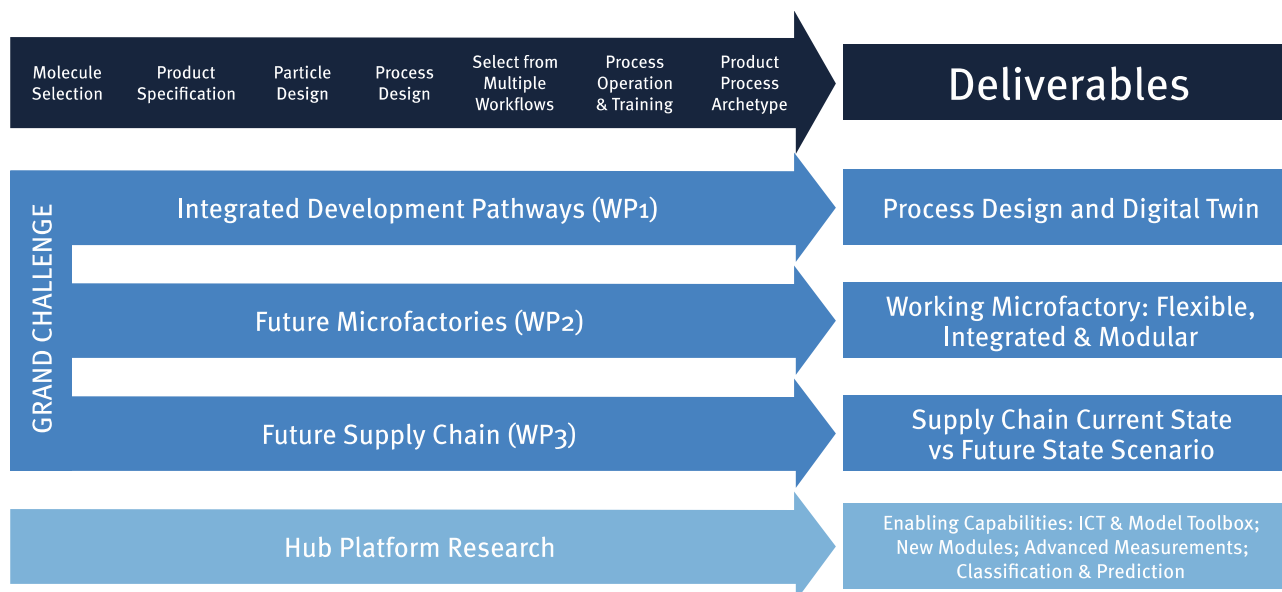 Molecule
Selection
Product
Specification
Particle
Design
Process
Design
Select from
Multiple
Workflows
Process
Operation
& Training
Product
Process
Archetype
Deliverables
GRAND CHALLENGE
Integrated Development Pathways (WP1)
Process Design and Digital Twin
Future Microfactories (WP2)
Working Microfactory: Flexible,
Integrated & Modular
Future Supply Chain (WP3)
Supply Chain Current State
vs Future State Scenario
Hub Platform Research
Enabling Capabilities: ICT & Model Toolbox;
New Modules; Advanced Measurements;
Classification & Prediction